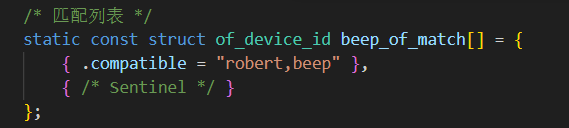 /* 匹配列表 */
static const struct of_device_id beep_of_match[] = {
    { .compatible = "robert,beep" },
    { /* Sentinel */ }
};